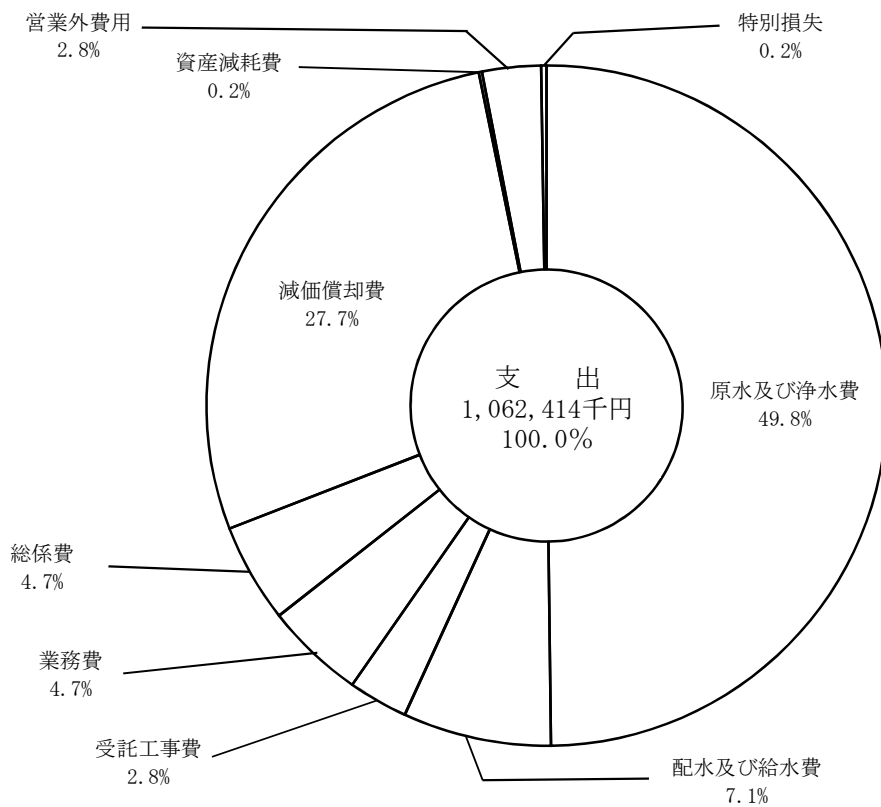 営業外費用
2.8%
特別損失
0.2%
資産減耗費
0.2%
減価償却費
27.7%
支　出
1,062,414千円
100.0%
原水及び浄水費
49.8%
総係費
4.7%
業務費
4.7%
受託工事費
2.8%
配水及び給水費
7.1%